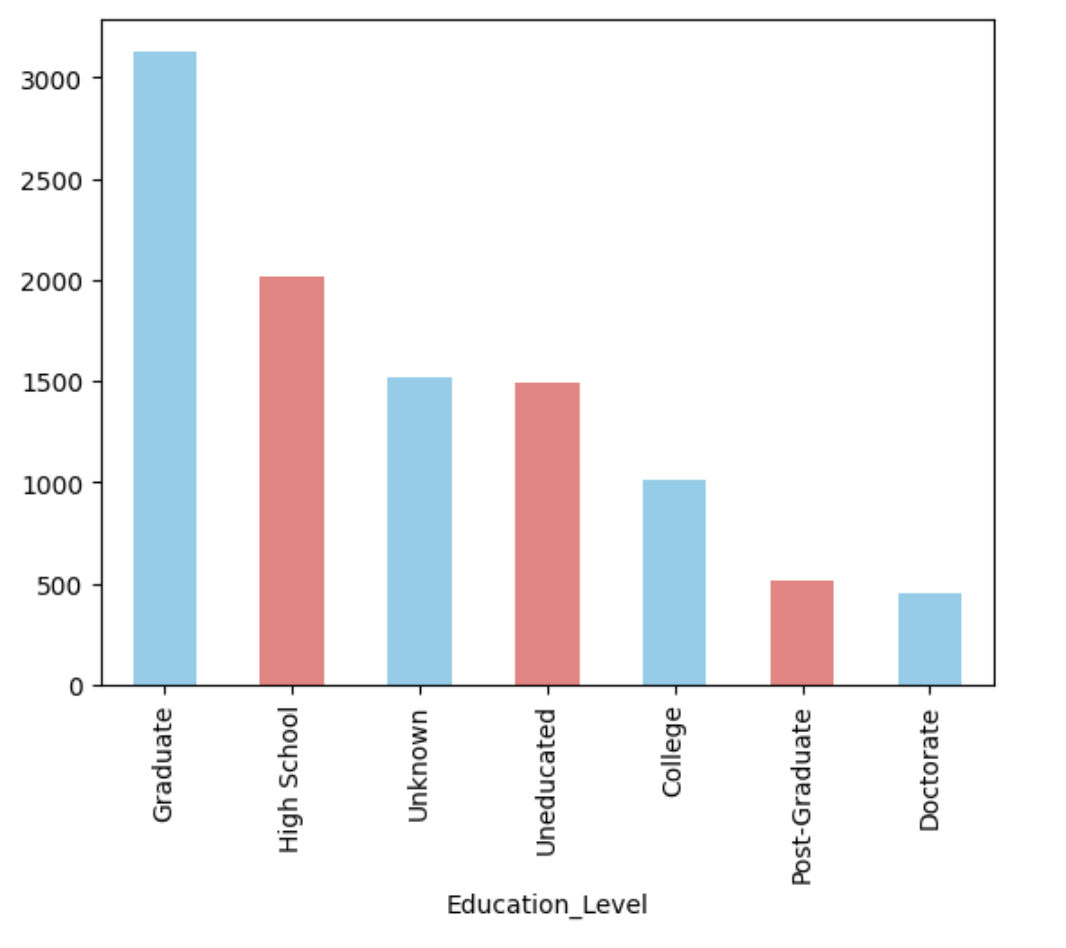 3000
2500
2000
1500
1000
500
0
Graduate
High School
Unknown
Uneducated
College
Post-Graduate
Doctorate
Education_Level